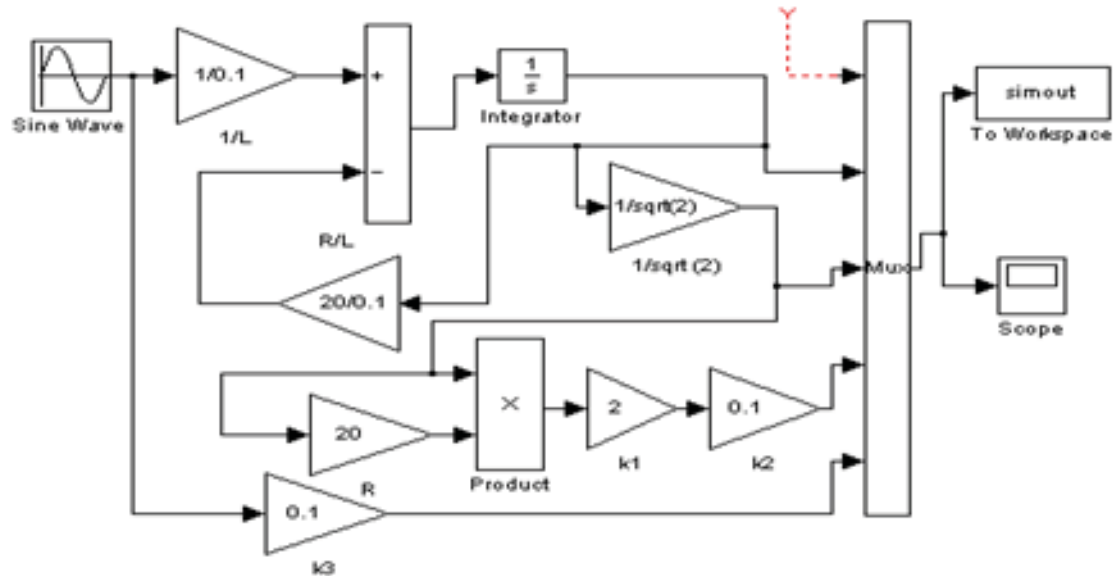 Sine Wave
1/0.1
1/L
+
−
1
s
Integrator
1/sqrt(2)
1/sqrt (2)
R/L
20/0.1
Mux
simout
To Workspace
Scope
20
R
×
Product
2
k1
0.1
k2
0.1
k3